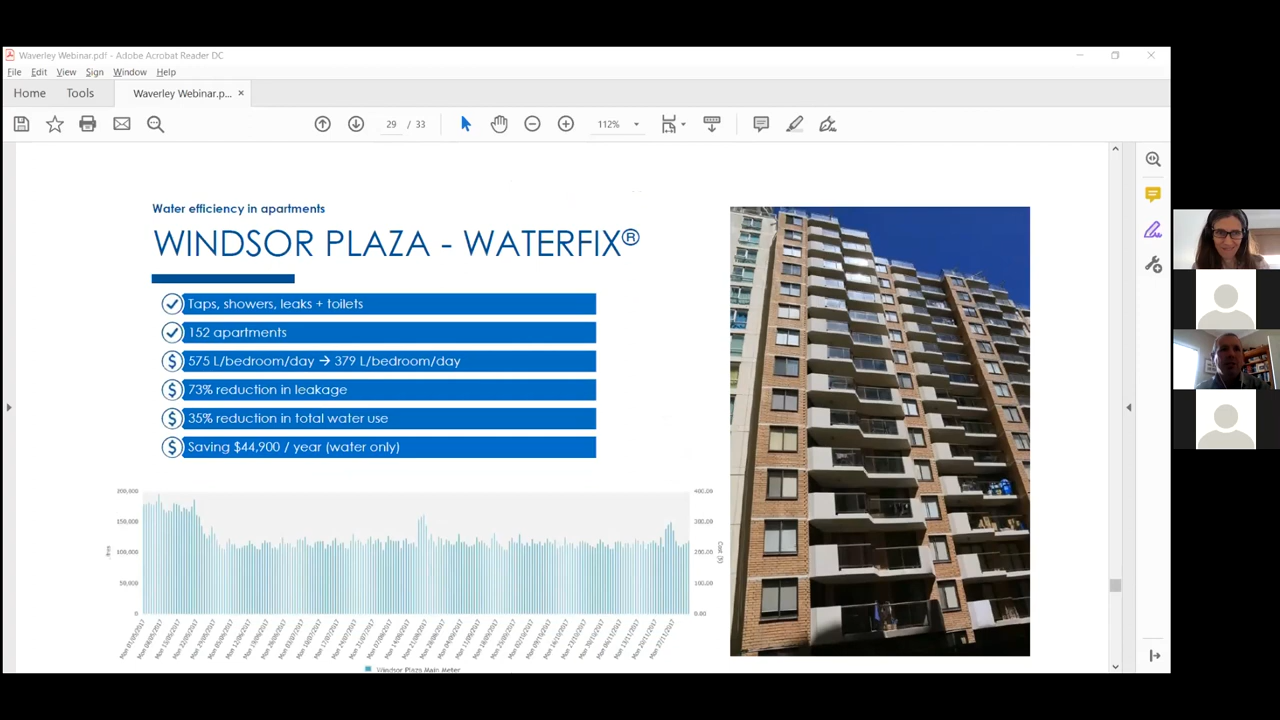 Waverley Webinar.pdf - Adobe Acrobat Reader DC
File Edit View Sign Window Help
Home Tools Waverley Webinar.p... ×
29 / 33 112%
Water efficiency in apartments
WINDSOR PLAZA - WATERFIX®
Taps, showers, leaks + toilets
152 apartments
$ 575 L/bedroom/day → 379 L/bedroom/day
$ 73% reduction in leakage
$ 35% reduction in total water use
$ Saving $44,900 / year (water only)
200,000 400.00
150,000 300.00
100,000 200.00
50,000 100.00
0 0.00
Cost ($)
Windsor Plaza Main Meter